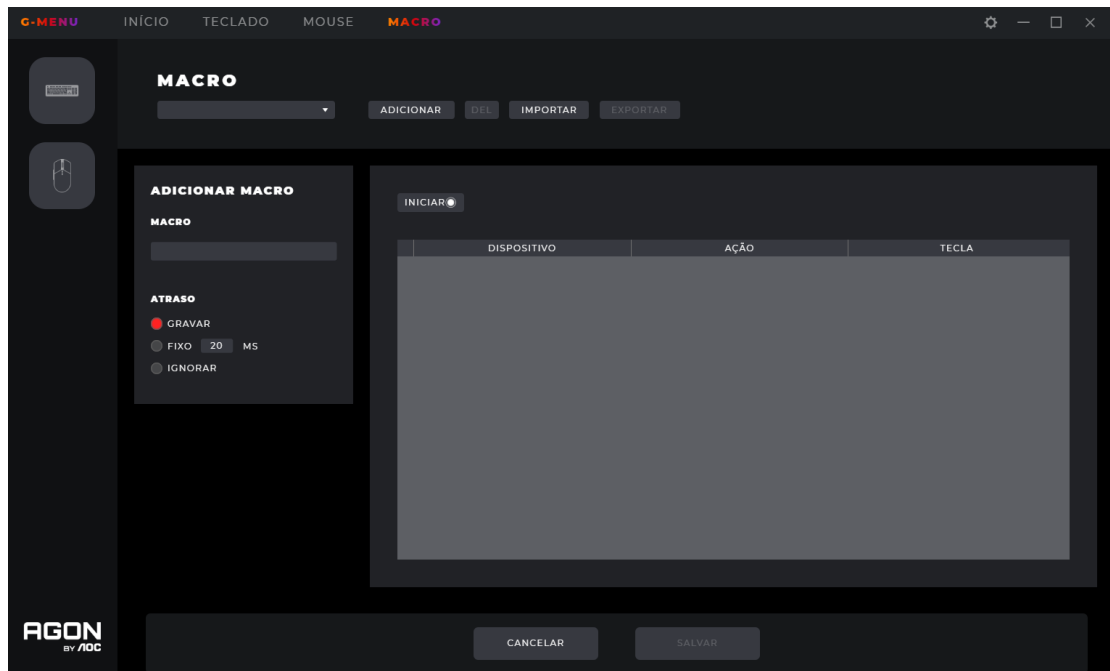 G-MENU INÍCIO TECLADO MOUSE MACRO
MACRO
ADICIONAR DEL IMPORTAR EXPORTAR
ADICIONAR MACRO
MACRO
ATRASO
GRAVAR
FIXO 20 MS
IGNORAR
INICIAR
DISPOSITIVO AÇÃO TECLA
AGON
BY AOC
CANCELAR SALVAR